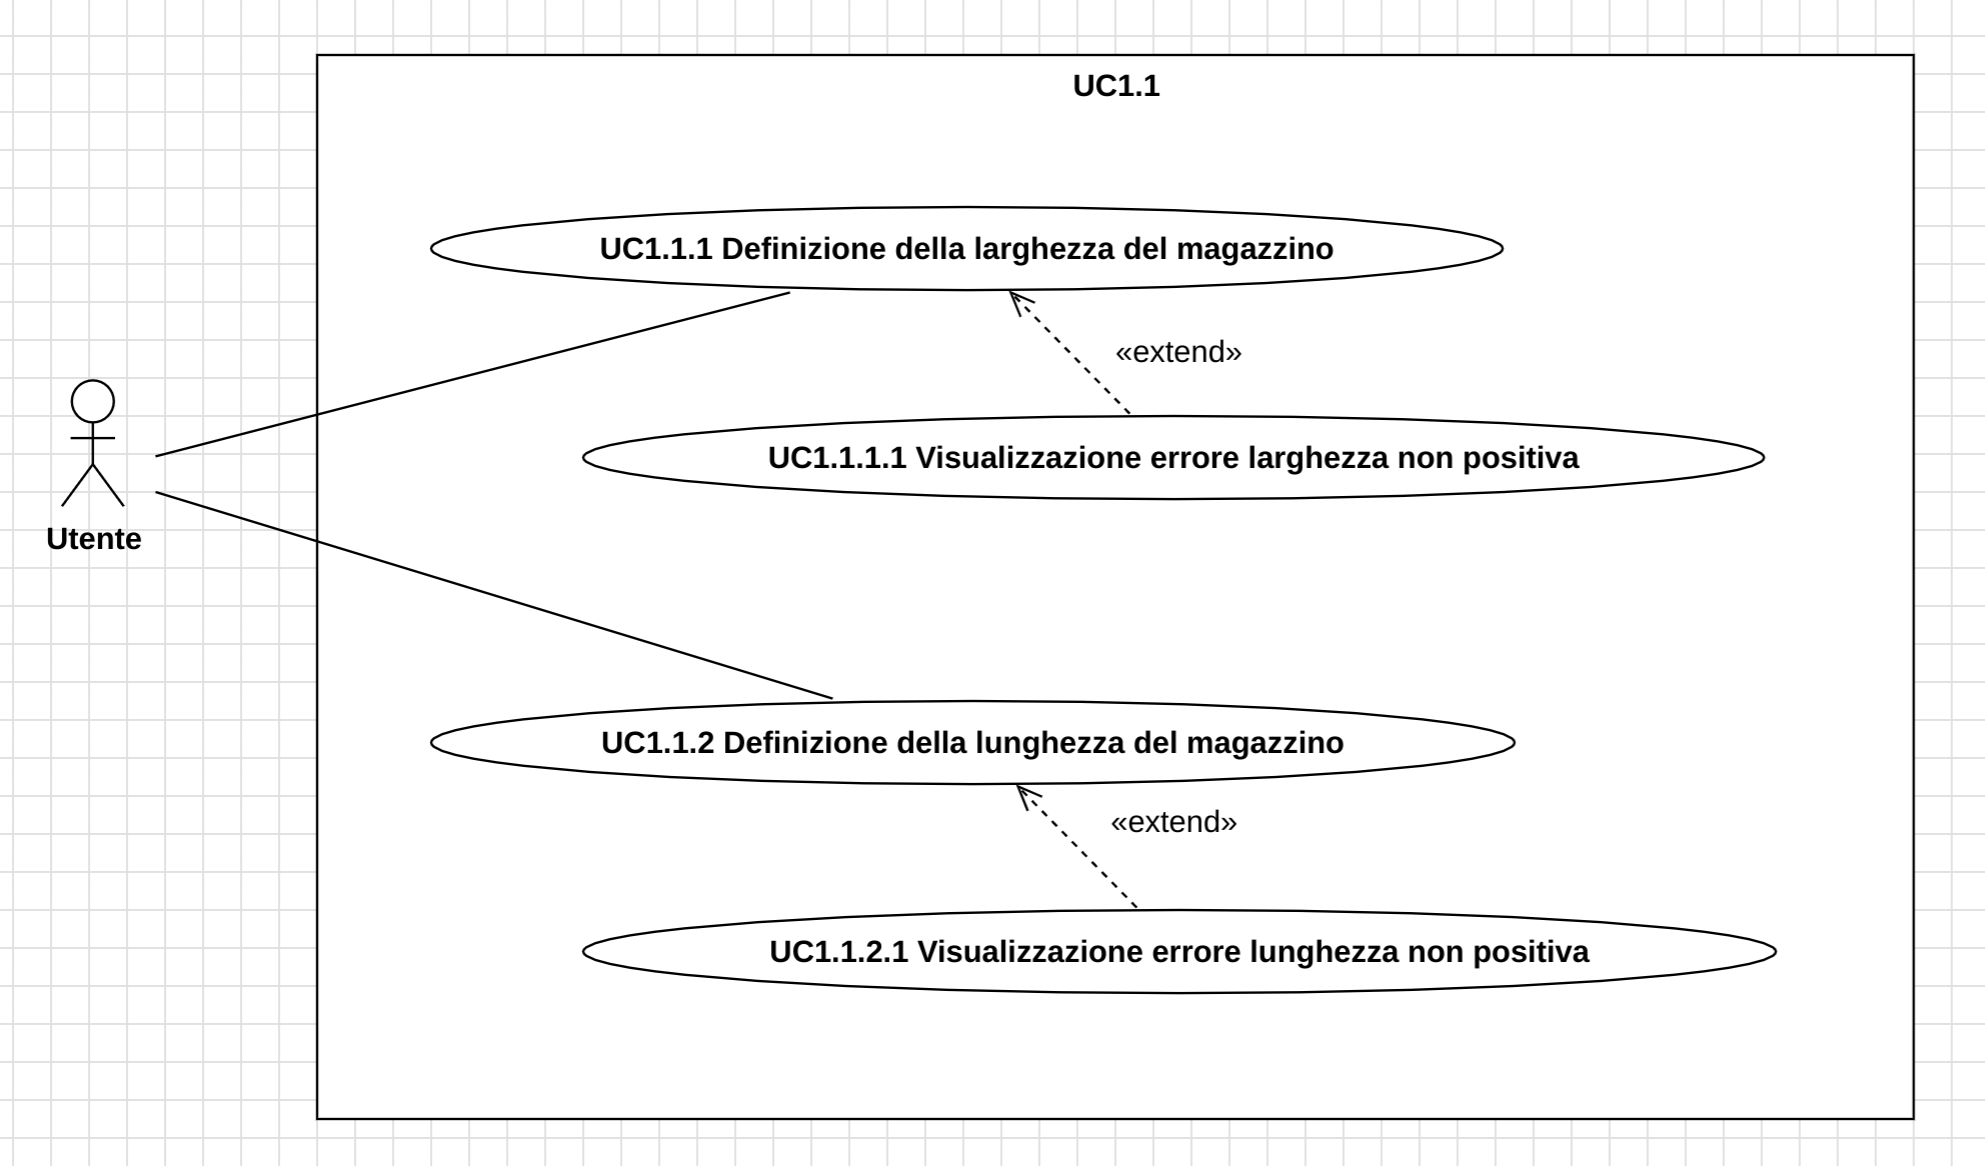 UC1.1
UC1.1.1 Definizione della larghezza del magazzino
«extend»
UC1.1.1.1 Visualizzazione errore larghezza non positiva
Utente
UC1.1.2 Definizione della lunghezza del magazzino
«extend»
UC1.1.2.1 Visualizzazione errore lunghezza non positiva